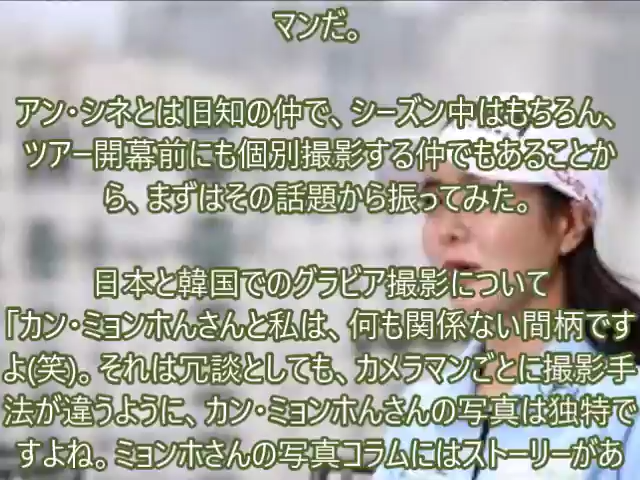 マンだ。
アン・シネとは旧知の仲で、シーズン中はもちろん、
ツアー開幕前にも個別撮影する仲でもあることか
ら、まずはその話題から振ってみた。
日本と韓国でのグラビア撮影について
「カン・ミョンホんさんと私は、何も関係ない間柄です
よ(笑)。それは冗談としても、カメラマンごとに撮影手
法が違うように、カン・ミョンホんさんの写真は独特で
すよね。ミョンホさんの写真コラムにはストーリーがあ